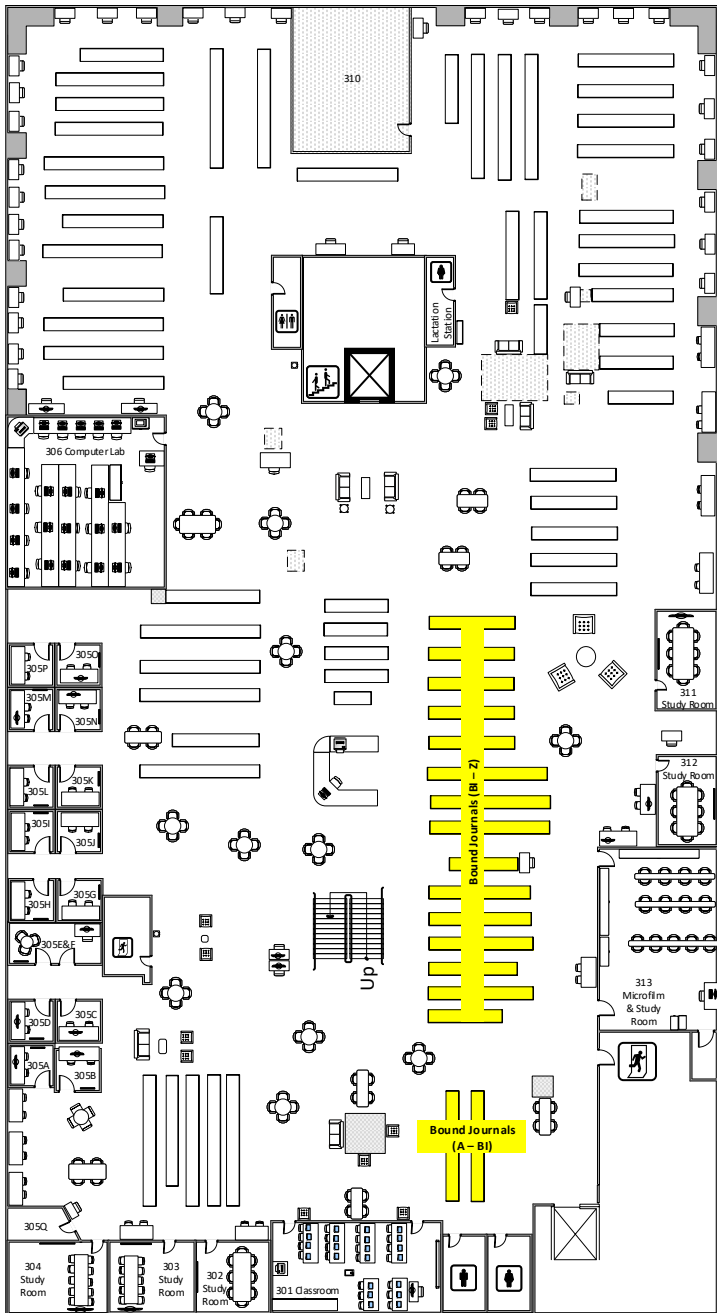 310
Lactation
Station
306 Computer Lab
305P
305O
305M
305N
311
Study Room
312
Study Room
305L
305K
305I
305J
Bound Journals (BI – Z)
305H
305G
305E&F
Up
313
Microfilm
& Study
Room
305D
305C
305A
305B
Bound Journals
(A – BI)
305Q
304
Study
Room
303
Study
Room
302
Study
Room
301 Classroom